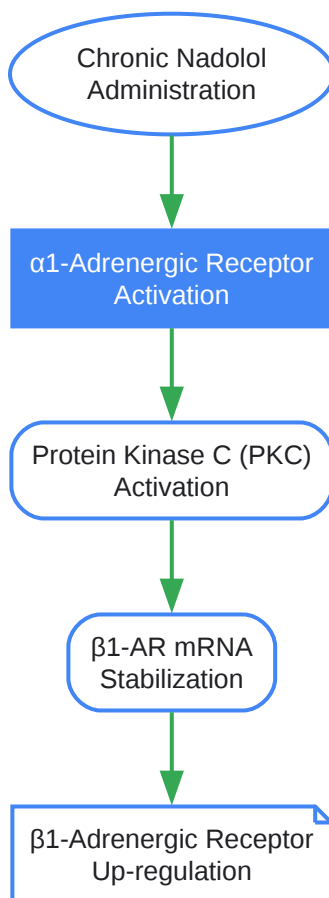 Chronic Nadolol
Administration
α1-Adrenergic Receptor
Activation
Protein Kinase C (PKC)
Activation
β1-AR mRNA
Stabilization
β1-Adrenergic Receptor
Up-regulation